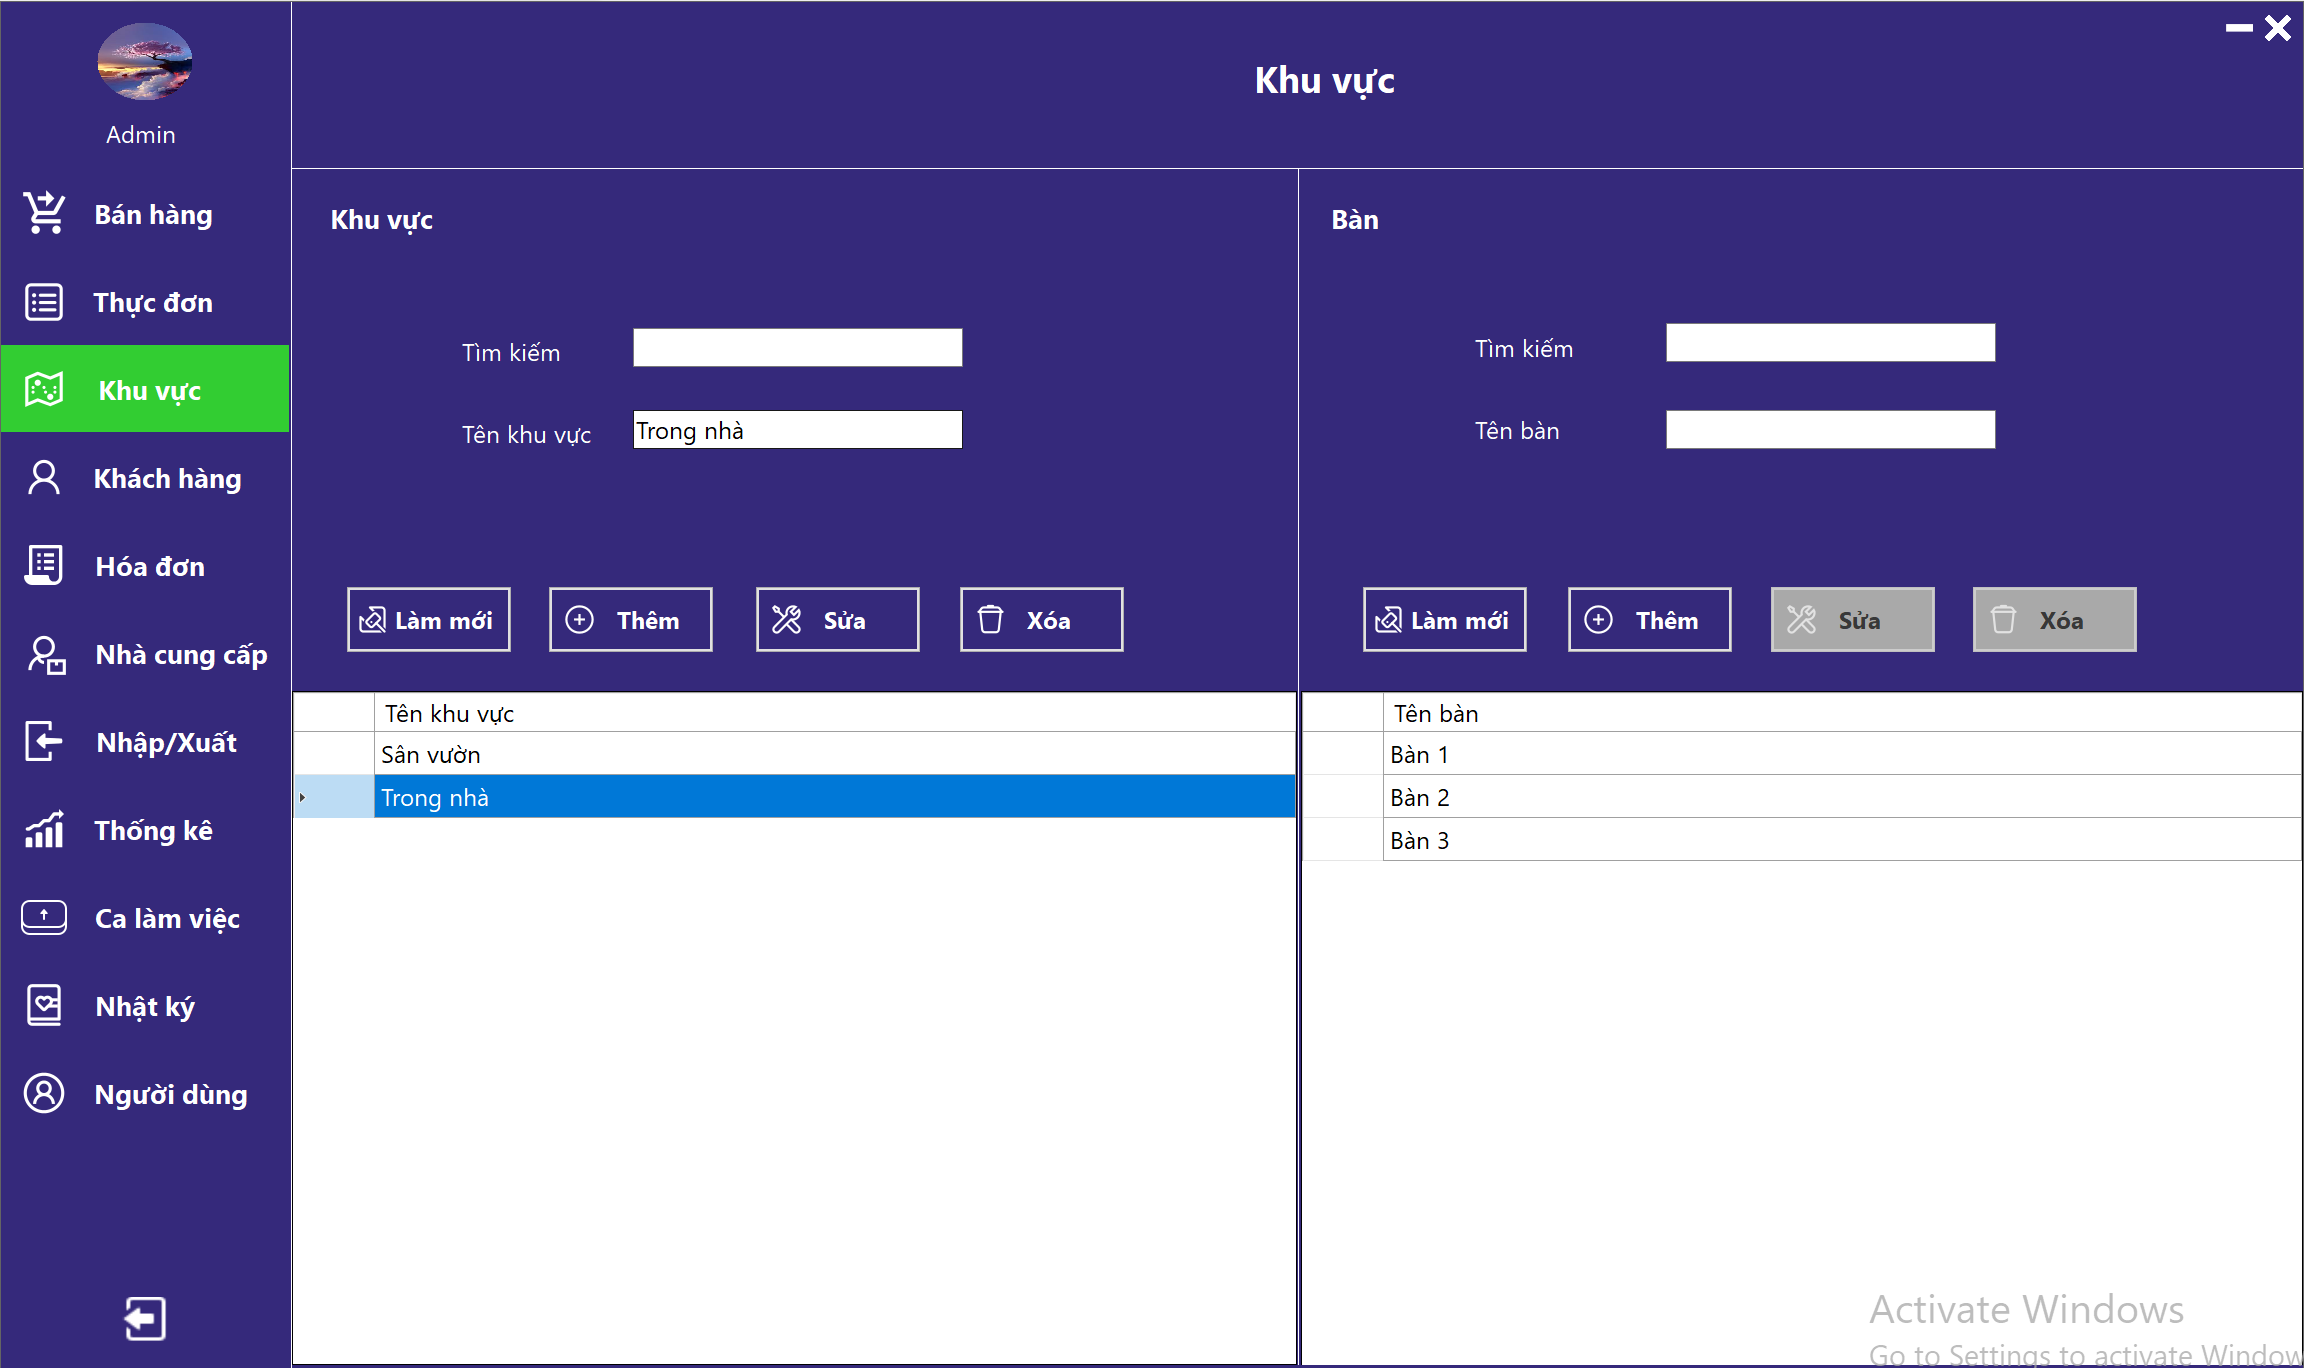 Khu vực
Admin
Bán hàng
Thực đơn
Khu vực
Khách hàng
Hóa đơn
Nhà cung cấp
Nhập/Xuất
Thống kê
Ca làm việc
Nhật ký
Người dùng
Khu vực
Tìm kiếm
Tên khu vực Trong nhà
Làm mới Thêm Sửa Xóa
Tên khu vực
Sân vườn
Trong nhà
Bàn
Tìm kiếm
Tên bàn
Làm mới Thêm Sửa Xóa
Tên bàn
Bàn 1
Bàn 2
Bàn 3
Activate Windows
Go to Settings to activate Window